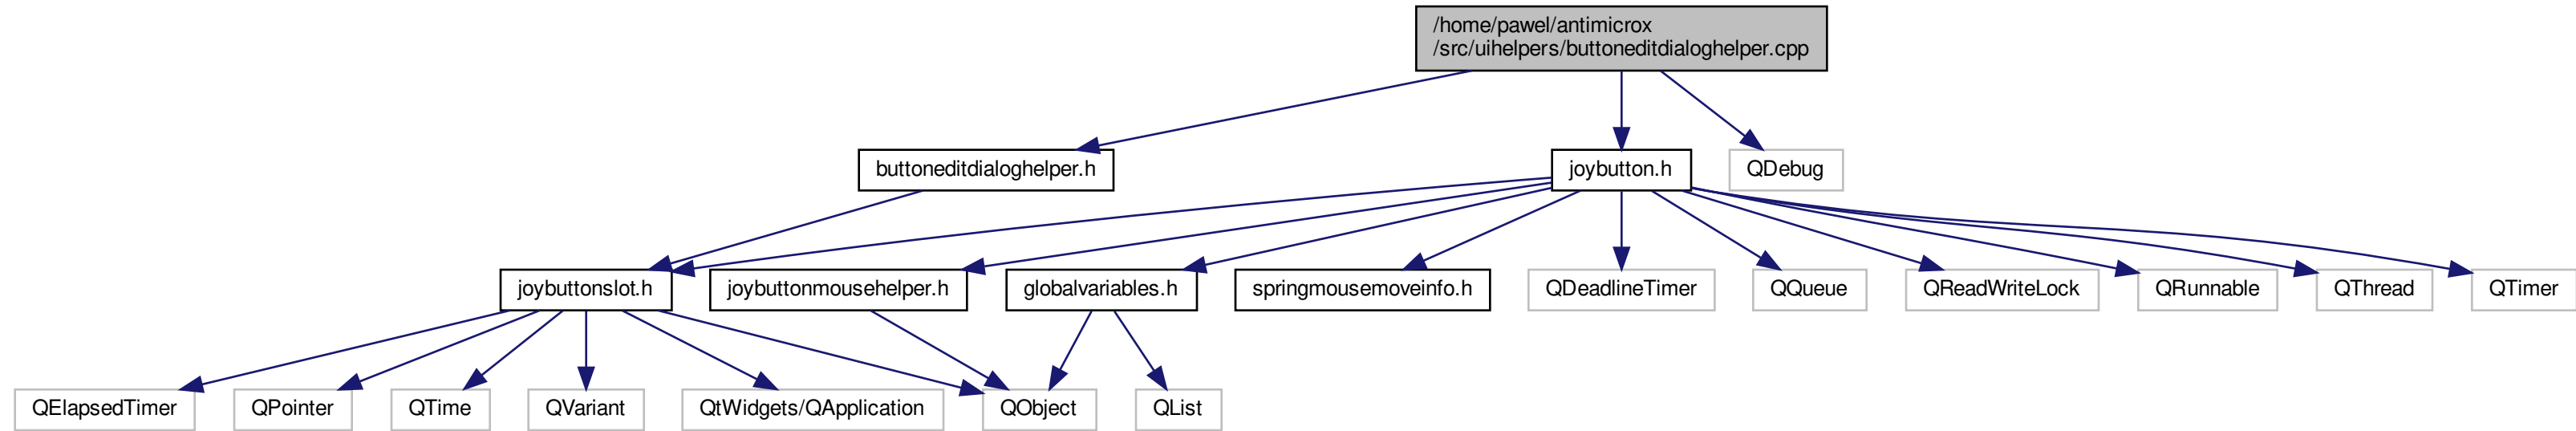 /home/pawel/antimicrox
/src/uihelpers/buttoneditdialoghelper.cpp
buttoneditdialoghelper.h
joybutton.h
QDebug
joybuttonslot.h
joybuttonmousehelper.h
globalvariables.h
springmousemoveinfo.h
QDeadlineTimer
QQueue
QReadWriteLock
QRunnable
QThread
QTimer
QElapsedTimer
QPointer
QTime
QVariant
QtWidgets/QApplication
QObject
QList